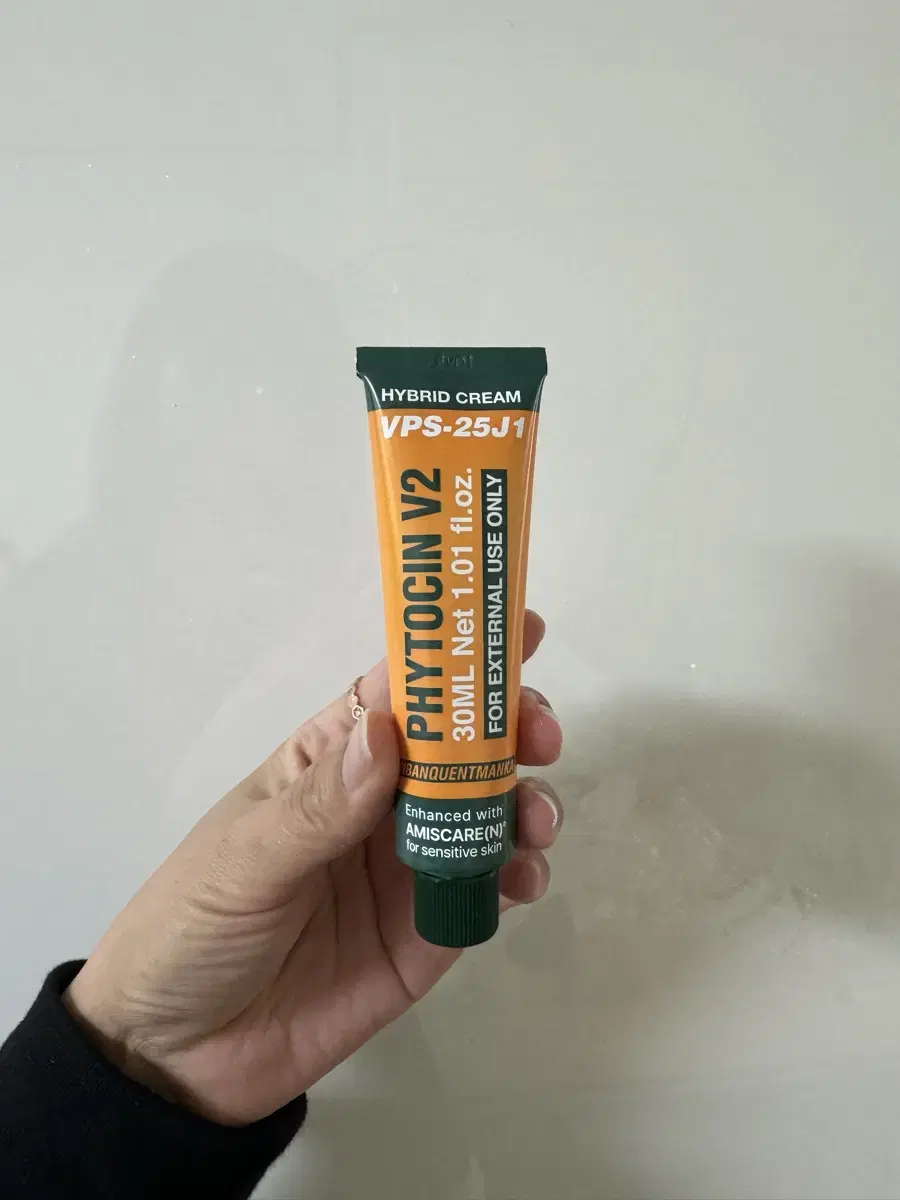 HYBRID CREAM
VPS-25J1
PHYTOCIN V2
30ML Net 1.01 fl.oz.
FOR EXTERNAL USE ONLY
IBANQUENTMANKA
Enhanced with
AMISCARE(N)®
for sensitive skin